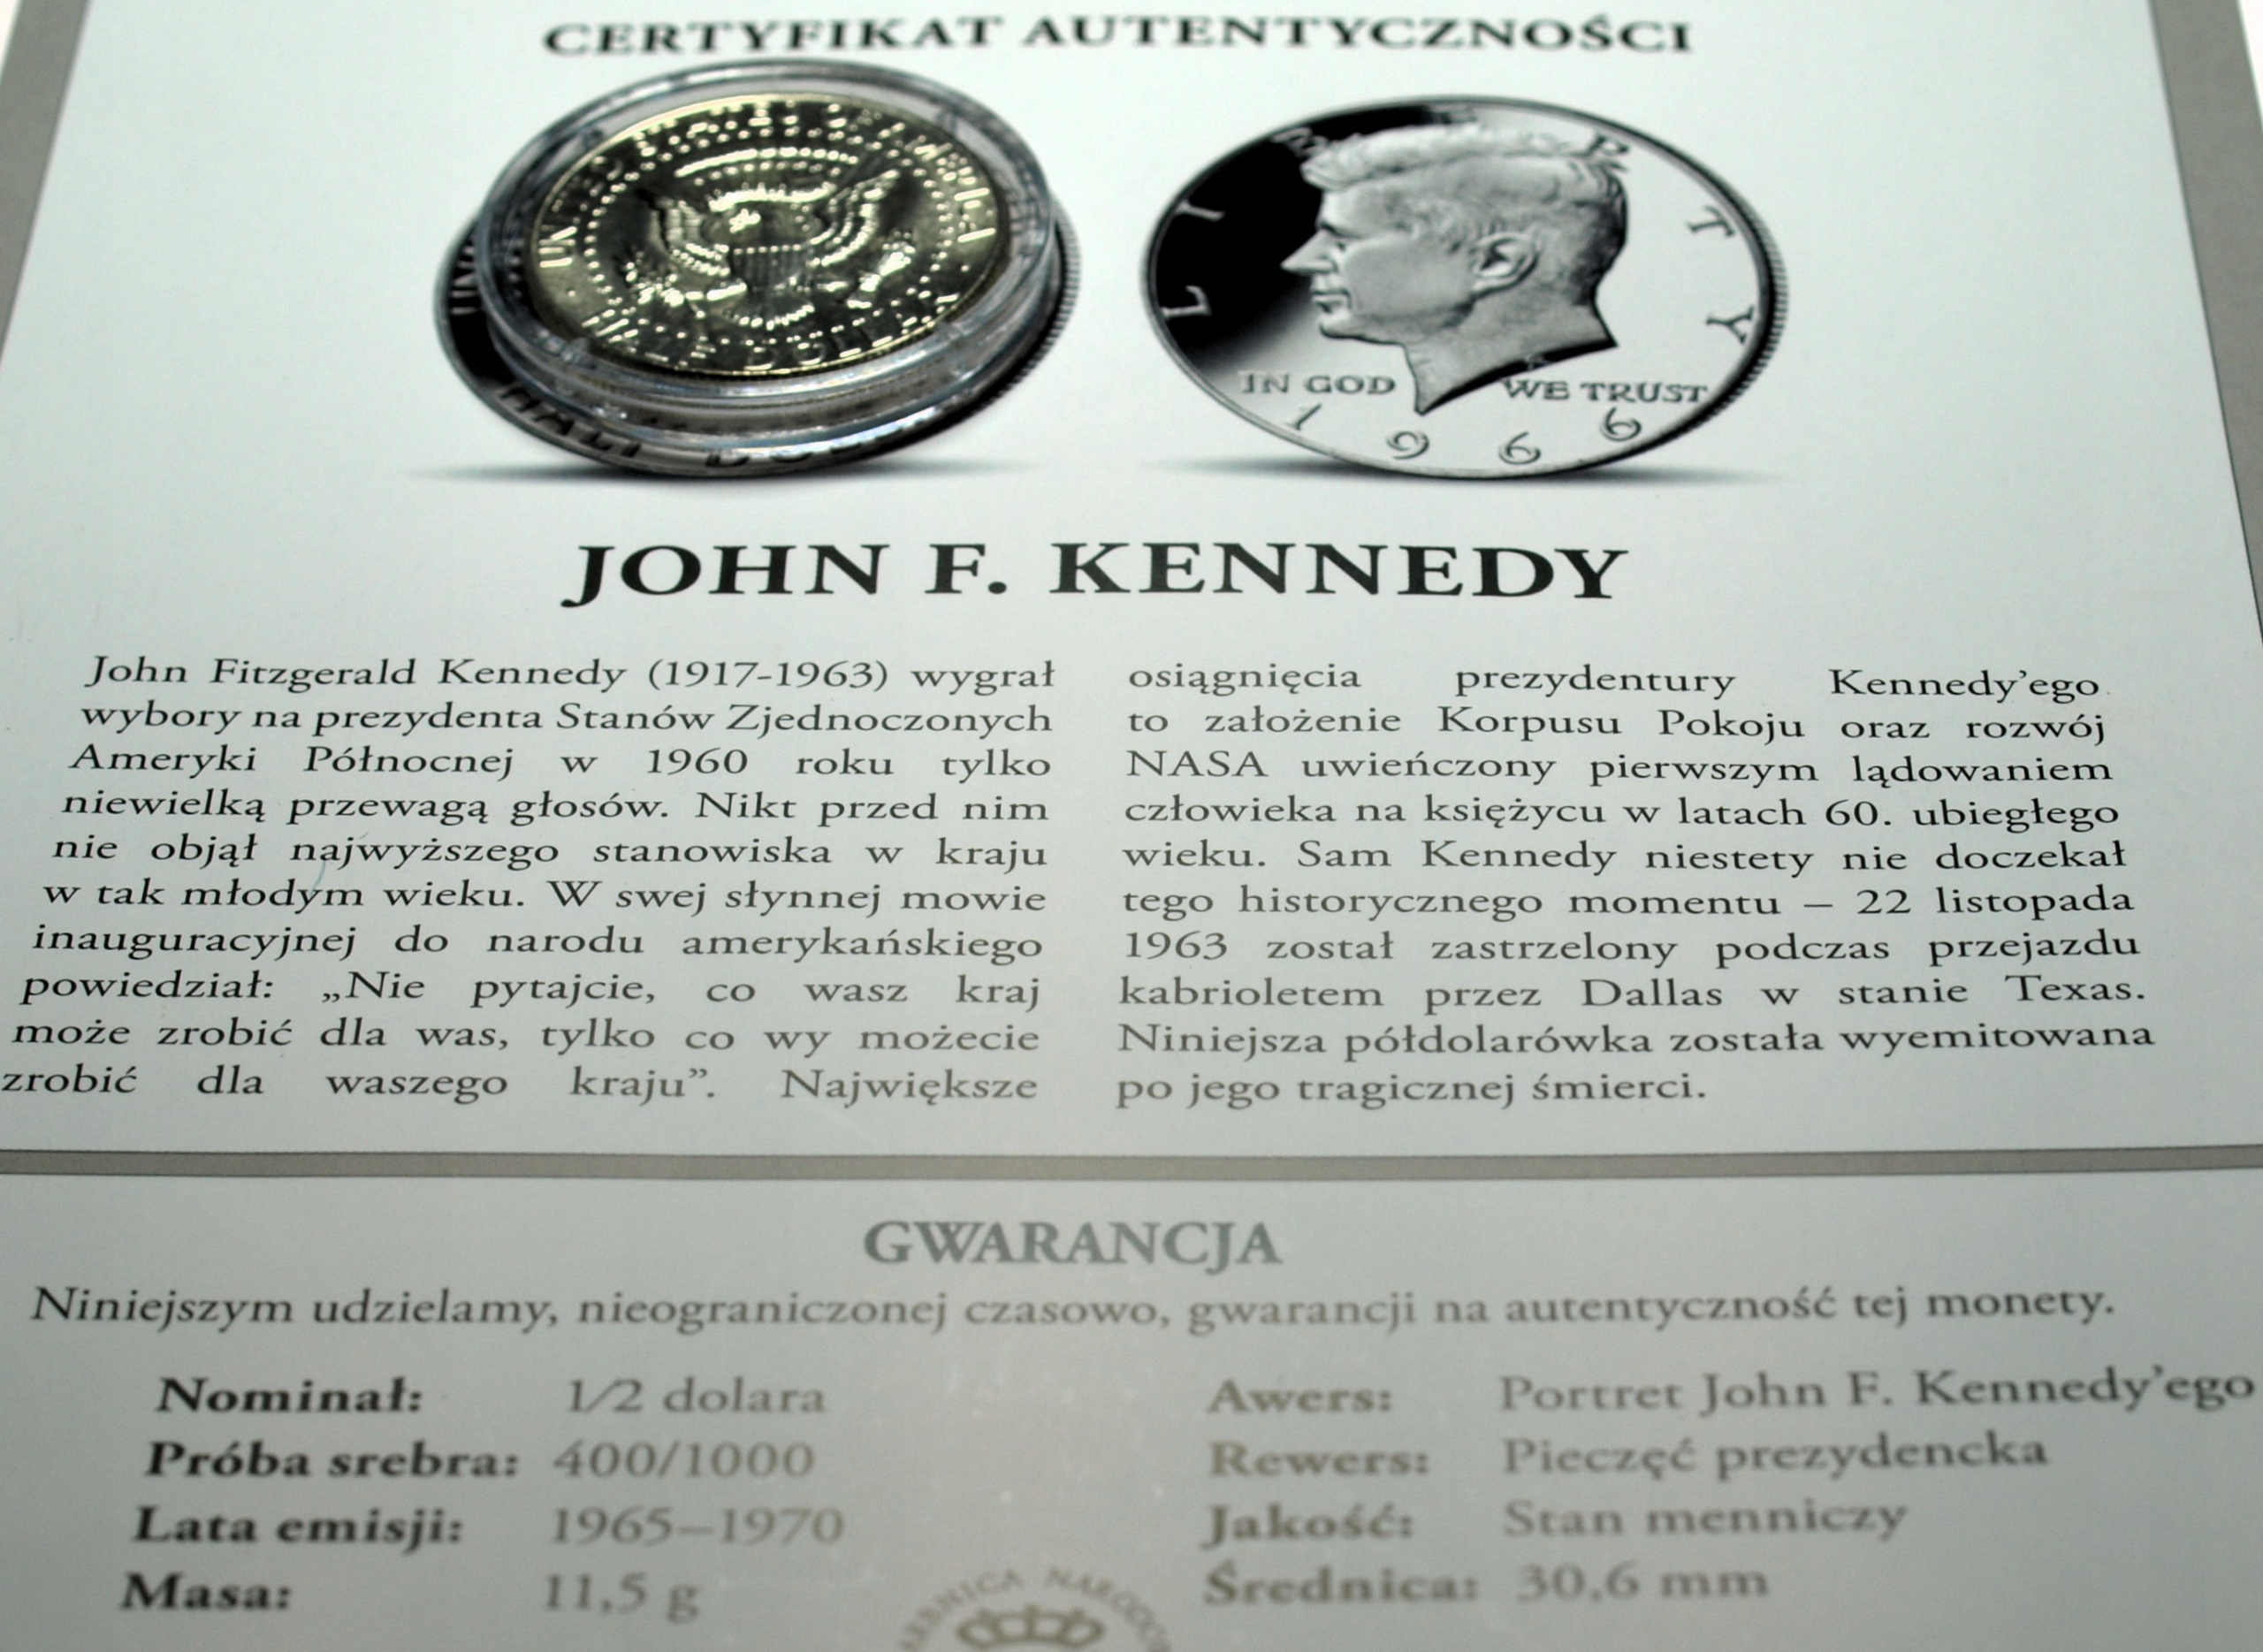 CERTYFIKAT AUTENTYCZNOŚCI
UNITED STATES OF AMERICA
HALF DOLLAR
LIBERTY
IN GOD WE TRUST
1966
JOHN F. KENNEDY
John Fitzgerald Kennedy (1917-1963) wygrał
wybory na prezydenta Stanów Zjednoczonych
Ameryki Północnej w 1960 roku tylko
niewielką przewagą głosów. Nikt przed nim
nie objął najwyższego stanowiska w kraju
w tak młodym wieku. W swej słynnej mowie
inauguracyjnej do narodu amerykańskiego
powiedział: „Nie pytajcie, co wasz kraj
może zrobić dla was, tylko co wy możecie
zrobić dla waszego kraju”. Największe
osiągnięcia prezydentury Kennedy’ego
to założenie Korpusu Pokoju oraz rozwój
NASA uwieńczony pierwszym lądowaniem
człowieka na księżycu w latach 60. ubiegłego
wieku. Sam Kennedy niestety nie doczekał
tego historycznego momentu – 22 listopada
1963 został zastrzelony podczas przejazdu
kabrioletem przez Dallas w stanie Texas.
Niniejsza półdolarówka została wyemitowana
po jego tragicznej śmierci.
GWARANCJA
Niniejszym udzielamy, nieograniczonej czasowo, gwarancji na autentyczność tej monety.
Nominał: 1/2 dolara
Próba srebra: 400/1000
Lata emisji: 1965–1970
Masa: 11,5 g
Awers: Portret John F. Kennedy’ego
Rewers: Pieczęć prezydencka
Jakość: Stan menniczy
Średnica: 30,6 mm